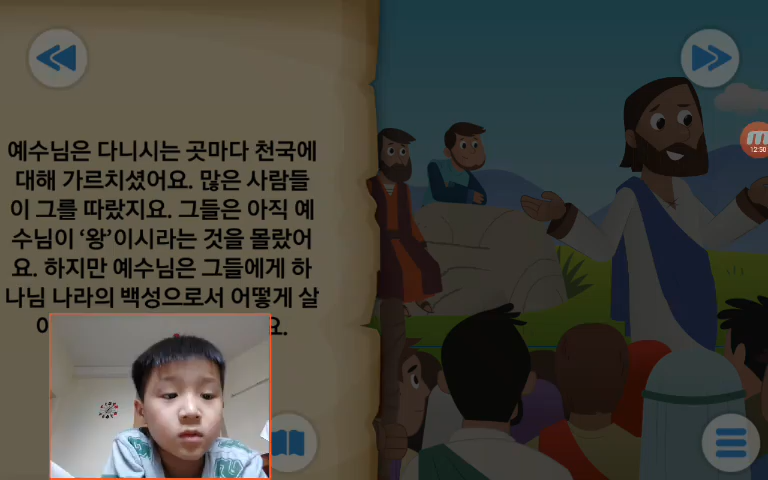 예수님은 다니시는 곳마다 천국에
대해 가르치셨어요. 많은 사람들
이 그를 따랐지요. 그들은 아직 예
수님이 ‘왕’이시라는 것을 몰랐어
요. 하지만 예수님은 그들에게 하
나님 나라의 백성으로서 어떻게 살
요.
12:50